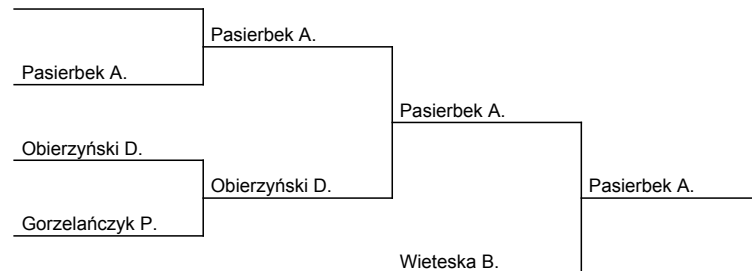 Pasierbek A.
Pasierbek A.
Obierzyński D.
Gorzelańczyk P.
Obierzyński D.
Pasierbek A.
Wieteska B.
Pasierbek A.